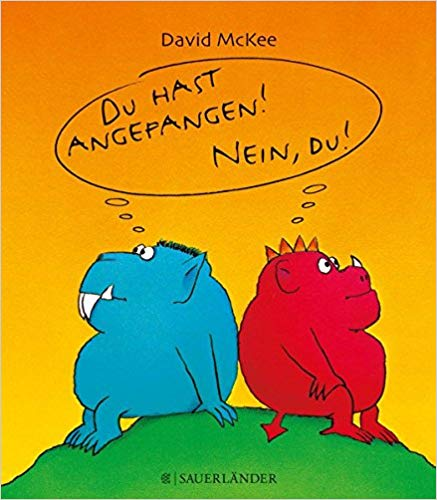 David McKee
DU HAST
ANGEFANGEN!
NEIN, DU!
SAUERLÄNDER